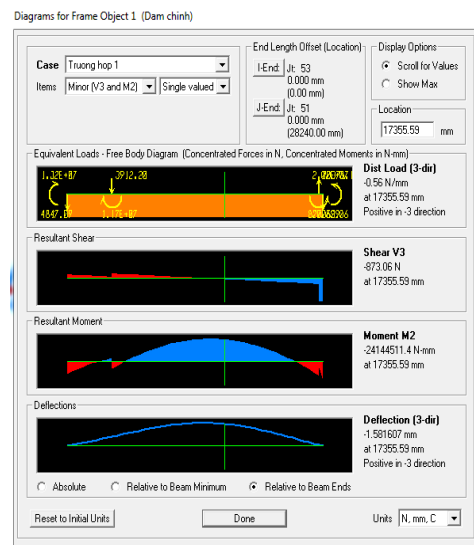 Diagrams for Frame Object 1 (Dam chinh)
Case Truong hop 1
Items Minor (V3 and M2) Single valued
End Length Offset (Location)
I-End: Jt: 53
0.000 mm
(0.00 mm)
J-End: Jt: 51
0.000 mm
(28240.00 mm)
Display Options
Scroll for Values
Show Max
Location
17355.59 mm
Equivalent Loads - Free Body Diagram (Concentrated Forces in N, Concentrated Moments in N-mm)
1.32E+07 3912.20
1.17E+07
Dist Load (3-dir)
-0.56 N/mm
at 17355.59 mm
Positive in -3 direction
Resultant Shear
Shear V3
-873.06 N
at 17355.59 mm
Resultant Moment
Moment M2
-24144511.4 N-mm
at 17355.59 mm
Deflections
Deflection (3-dir)
-1.581607 mm
at 17355.59 mm
Positive in -3 direction
Absolute Relative to Beam Minimum Relative to Beam Ends
Reset to Initial Units Done Units N, mm, C